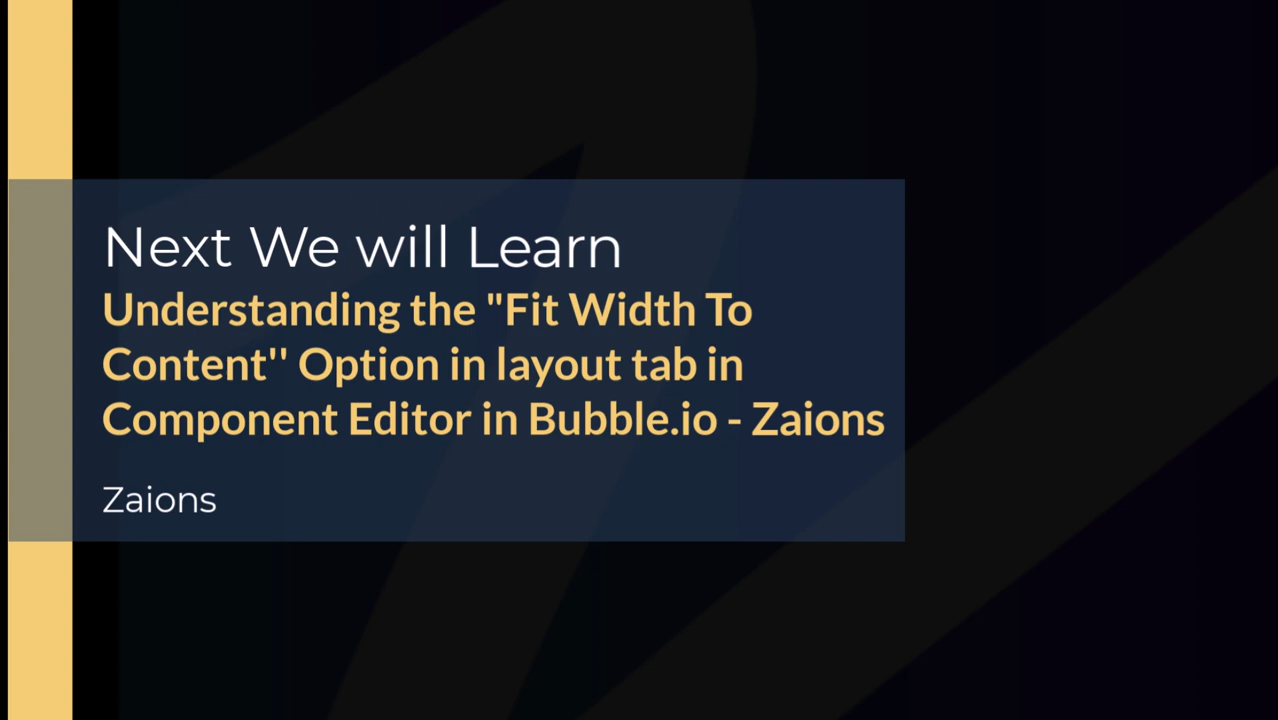 Next We will Learn
Understanding the "Fit Width To
Content'' Option in layout tab in
Component Editor in Bubble.io - Zaions
Zaions